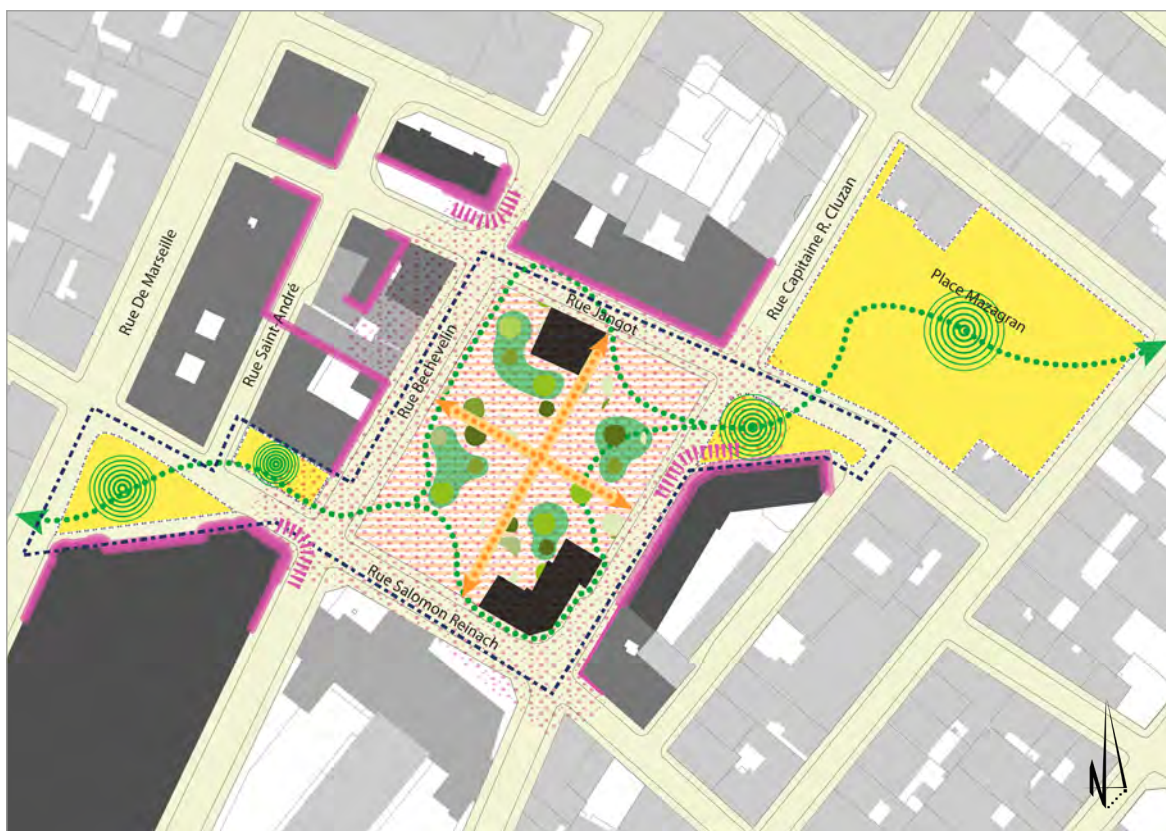 Rue De Marseille
Rue Saint-André
Rue Bechevelin
Rue Jangot
Rue Capitaine R. Cluzan
Place Mazagran
Rue Salomon Reinach
N